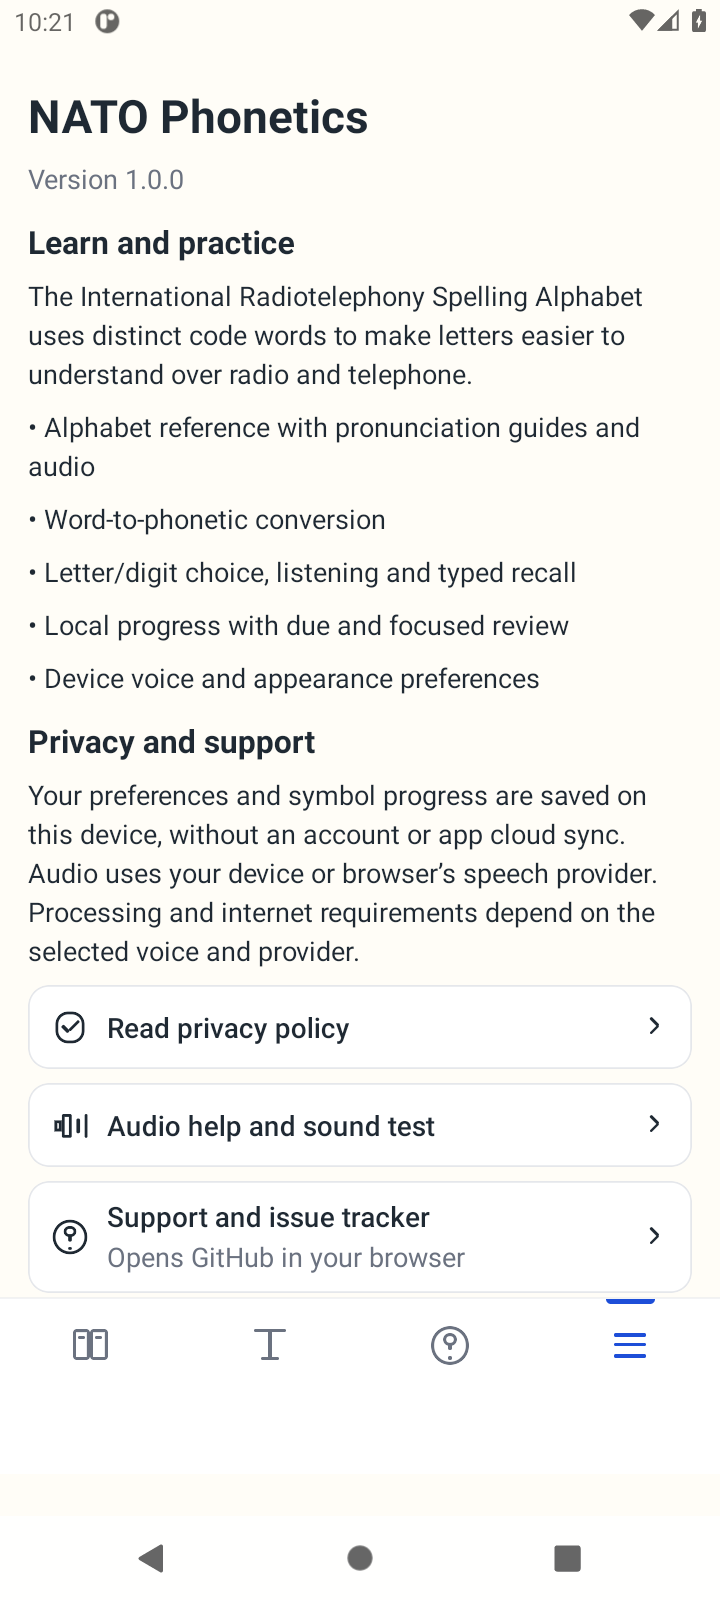 10:21
NATO Phonetics
Version 1.0.0
Learn and practice
The International Radiotelephony Spelling Alphabet
uses distinct code words to make letters easier to
understand over radio and telephone.
• Alphabet reference with pronunciation guides and
audio
• Word-to-phonetic conversion
• Letter/digit choice, listening and typed recall
• Local progress with due and focused review
• Device voice and appearance preferences
Privacy and support
Your preferences and symbol progress are saved on
this device, without an account or app cloud sync.
Audio uses your device or browser’s speech provider.
Processing and internet requirements depend on the
selected voice and provider.
Read privacy policy
Audio help and sound test
Support and issue tracker
Opens GitHub in your browser